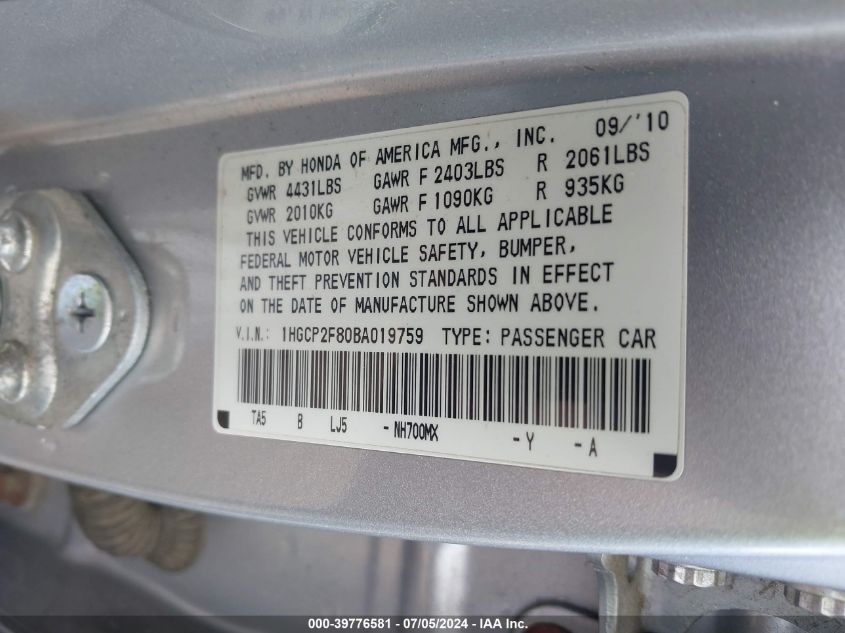 MFD. BY HONDA OF AMERICA MFG., INC. 09/'10
GVWR 4431LBS GAWR F 2403LBS R 2061LBS
GVWR 2010KG GAWR F 1090KG R 935KG
THIS VEHICLE CONFORMS TO ALL APPLICABLE
FEDERAL MOTOR VEHICLE SAFETY, BUMPER,
AND THEFT PREVENTION STANDARDS IN EFFECT
ON THE DATE OF MANUFACTURE SHOWN ABOVE.
V.I.N.: 1HGCP2F80BA019759 TYPE: PASSENGER CAR
TA5 B LJ5 -NH700MX -Y -A
000-39776581 / 07/05/2024 - IAA Inc.